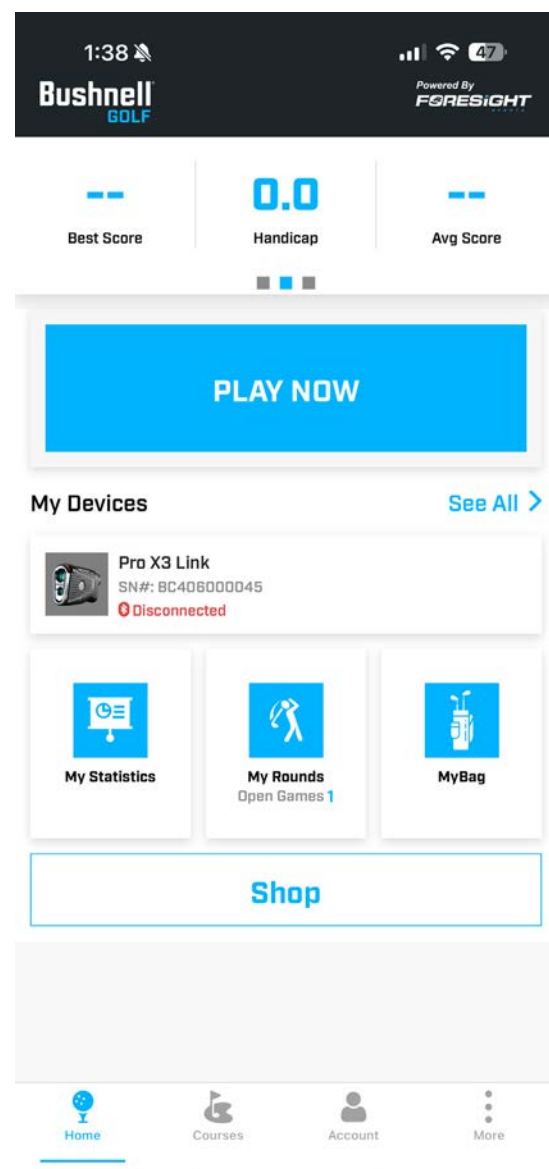 1:38
47
Bushnell
GOLF
Powered By
FORESiGHT
SPORTS
--
0.0
--
Best Score
Handicap
Avg Score
PLAY NOW
My Devices
See All
Pro X3 Link
SN#: BC406000045
Disconnected
My Statistics
My Rounds
Open Games 1
MyBag
Shop
Home
Courses
Account
More